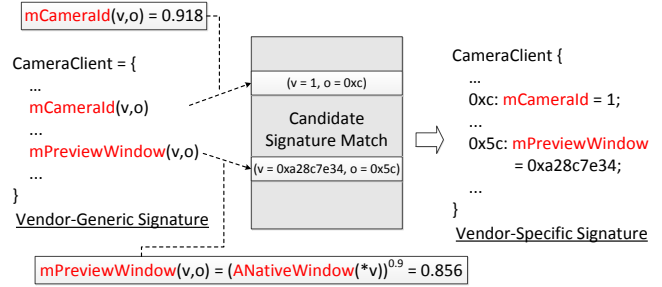 mCameraId(v,o) = 0.918
CameraClient = {
...
mCameraId(v,o)
...
mPreviewWindow(v,o)
...
}
Vendor-Generic Signature
(v = 1, o = 0xc)
Candidate
Signature Match
(v = 0xa28c7e34, o = 0x5c)
CameraClient {
...
0xc: mCameraId = 1;
...
0x5c: mPreviewWindow
= 0xa28c7e34;
...
}
Vendor-Specific Signature
mPreviewWindow(v,o) = (ANativeWindow(*v))^0.9 = 0.856